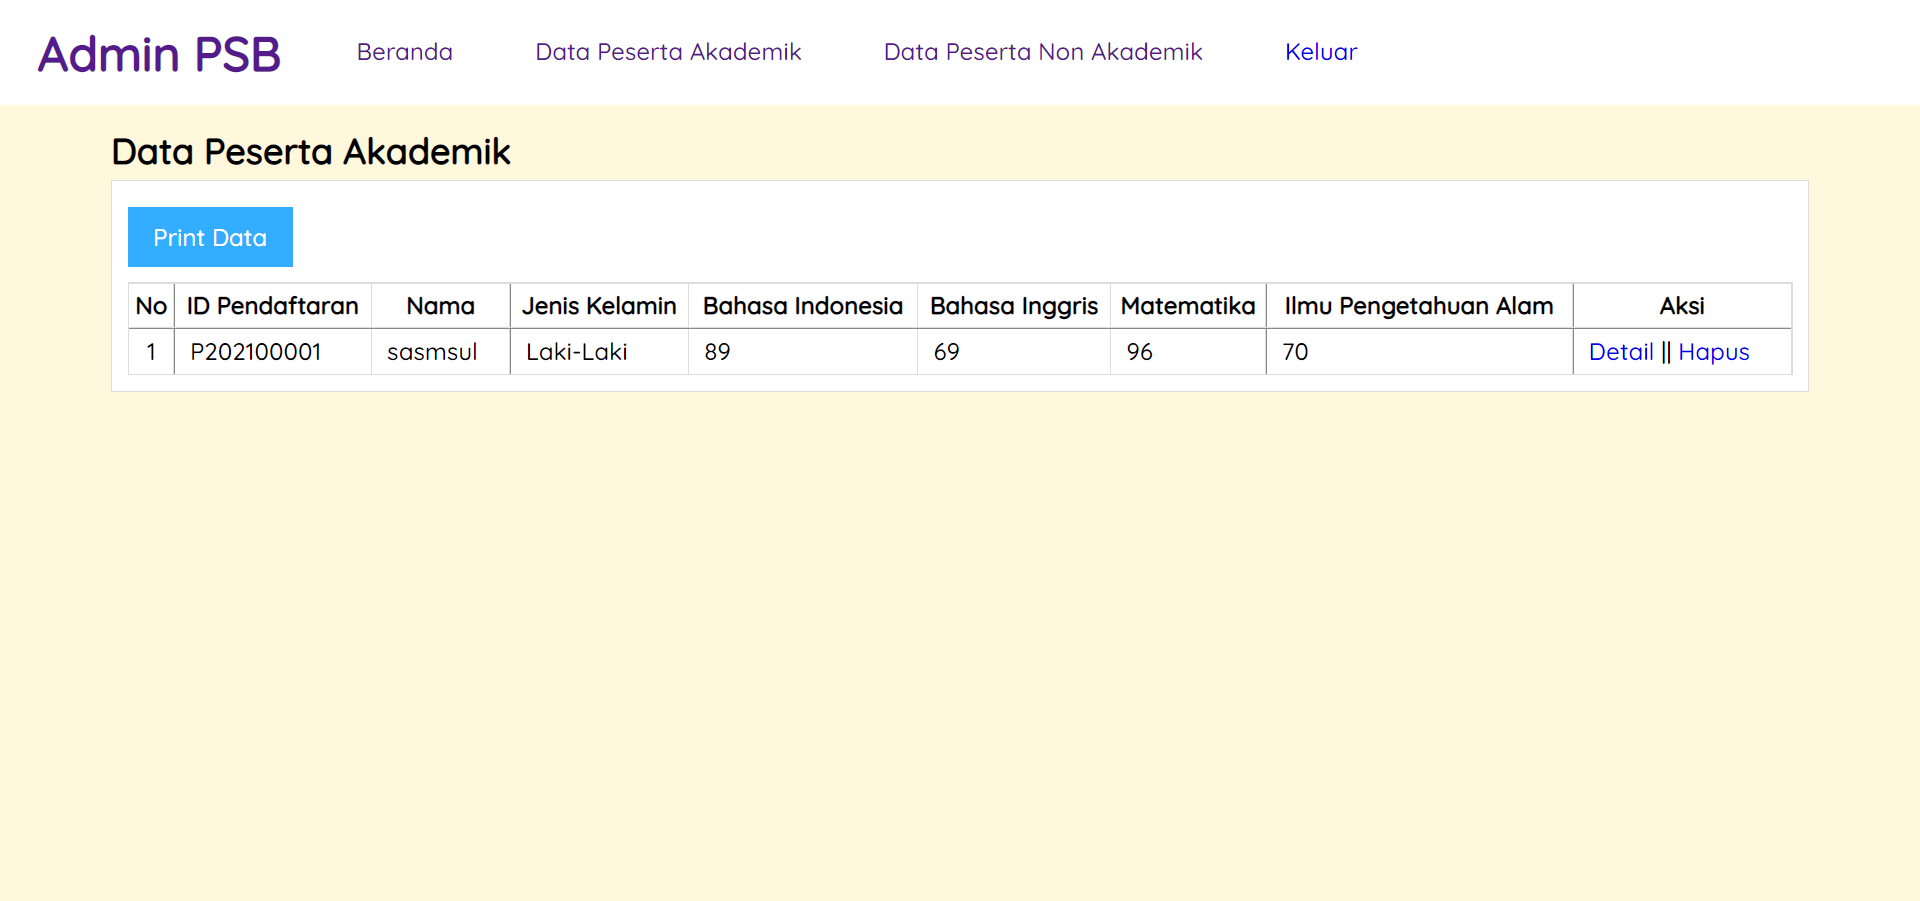 Admin PSB Beranda Data Peserta Akademik Data Peserta Non Akademik Keluar
Data Peserta Akademik
Print Data
No ID Pendaftaran Nama Jenis Kelamin Bahasa Indonesia Bahasa Inggris Matematika Ilmu Pengetahuan Alam Aksi
1 P202100001 sasmsul Laki-Laki 89 69 96 70 Detail || Hapus